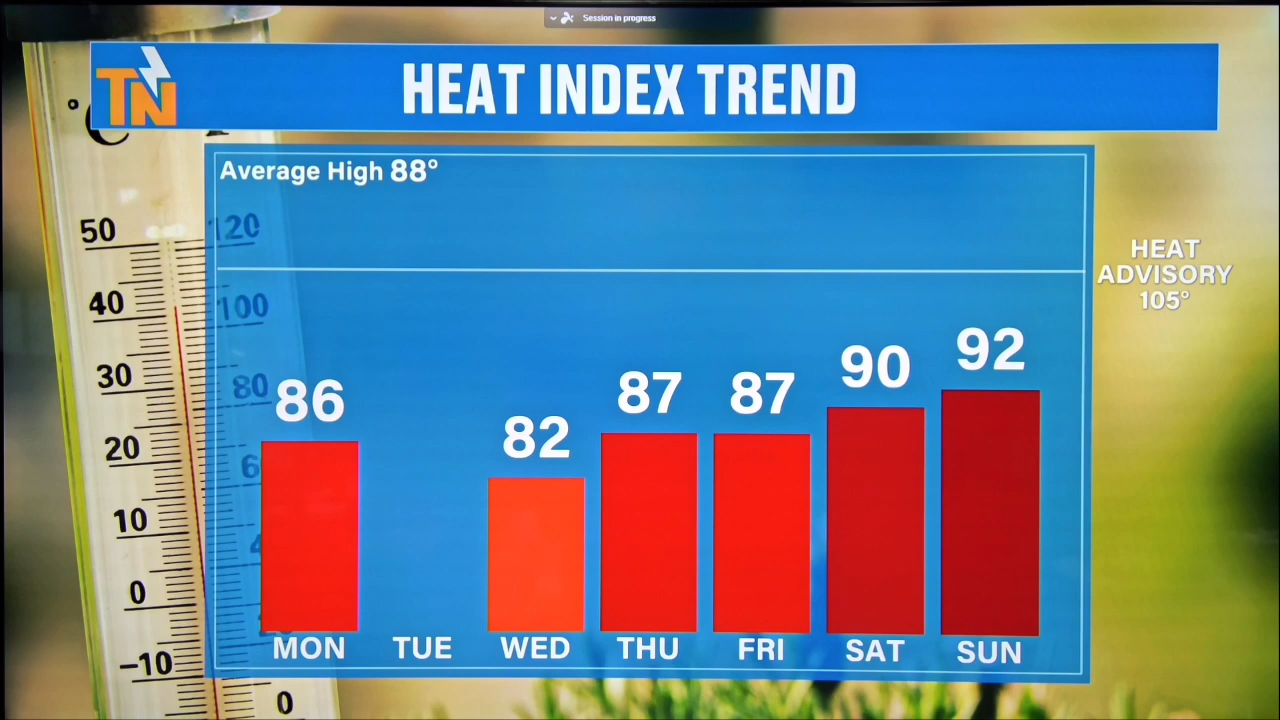 Session in progress
TN
HEAT INDEX TREND
°C
Average High 88°
50
120
40
100
30
80
20
10
0
-10
0
HEAT
ADVISORY
105°
86
82
87
87
90
92
MON TUE WED THU FRI SAT SUN